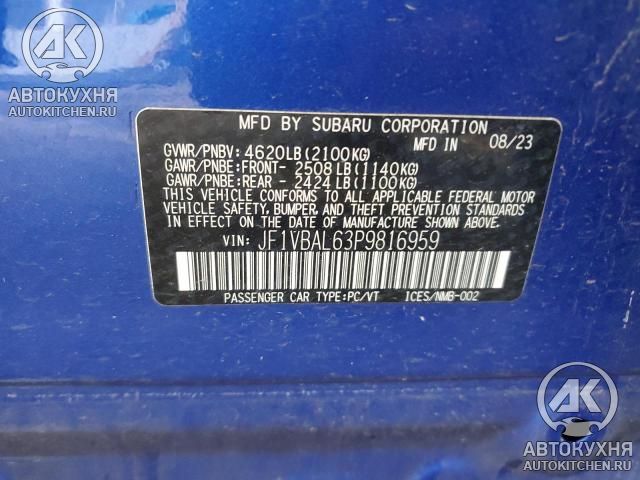 AK
АВТОКУХНЯ
AUTOKITCHEN.RU
MFD BY SUBARU CORPORATION
GVWR/PNBV: 4620LB(2100KG) MFD IN 08/23
GAWR/PNBE:FRONT- 2508LB(1140KG)
GAWR/PNBE:REAR - 2424LB(1100KG)
THIS VEHICLE CONFORMS TO ALL APPLICABLE FEDERAL MOTOR
VEHICLE SAFETY, BUMPER, AND THEFT PREVENTION STANDARDS
IN EFFECT ON THE DATE OF MANUFACTURE SHOWN ABOVE.
VIN: JF1VBAL63P9816959
PASSENGER CAR TYPE:PC/VT ICES/NMB-002
AK
АВТОКУХНЯ
AUTOKITCHEN.RU